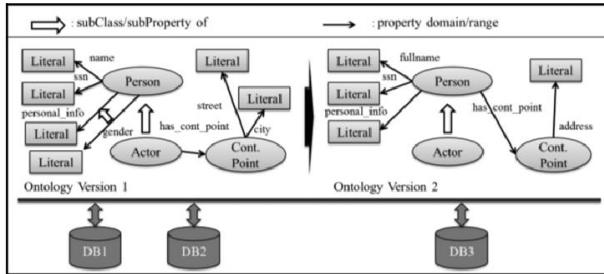 : subClass/subProperty of
: property domain/range
Literal
name
ssn
Literal
personal_info
Literal
gender
Literal
Person
Actor
has_cont_point
Literal
street
Literal
city
Cont.
Point
Ontology Version 1
Literal
fullname
ssn
Literal
personal_info
Literal
Person
Actor
has_cont_point
Literal
address
Cont.
Point
Ontology Version 2
DB1
DB2
DB3